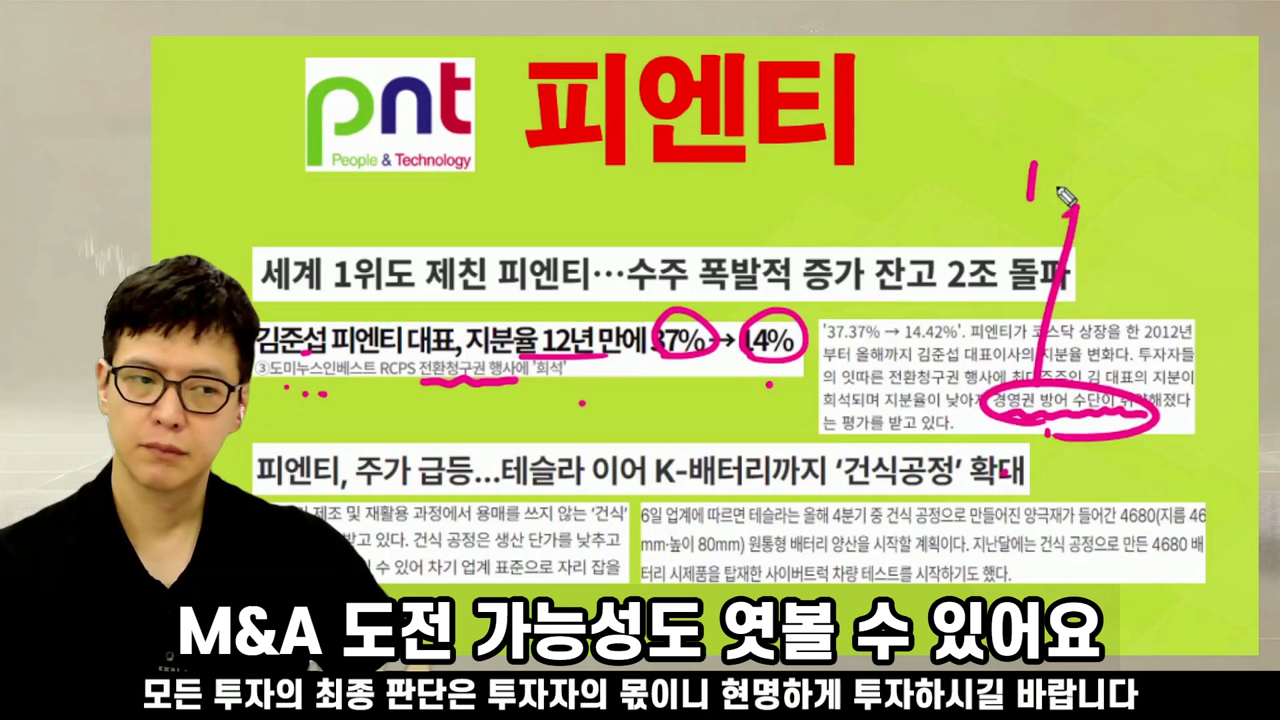 pnt
People & Technology
피엔티
세계 1위도 제친 피엔티…수주 폭발적 증가 잔고 2조 돌파
김준섭 피엔티 대표, 지분율 12년 만에 37% → 14%
③도미누스인베스트 RCPS 전환청구권 행사에 '희석'
'37.37% → 14.42%'. 피엔티가 코스닥 상장을 한 2012년
부터 올해까지 김준섭 대표이사의 지분율 변화다. 투자자들
의 잇따른 전환청구권 행사에 최대주주인 김 대표의 지분이
희석되며 지분율이 낮아져 경영권 방어 수단이 취약해졌다
는 평가를 받고 있다.
피엔티, 주가 급등...테슬라 이어 K-배터리까지 '건식공정' 확대
제조 및 재활용 과정에서 용매를 쓰지 않는 '건식'
받고 있다. 건식 공정은 생산 단가를 낮추고
수 있어 차기 업계 표준으로 자리 잡을
6일 업계에 따르면 테슬라는 올해 4분기 중 건식 공정으로 만들어진 양극재가 들어간 4680(지름 46
mm·높이 80mm) 원통형 배터리 양산을 시작할 계획이다. 지난달에는 건식 공정으로 만든 4680 배
터리 시제품을 탑재한 사이버트럭 차량 테스트를 시작하기도 했다.
M&A 도전 가능성도 엿볼 수 있어요
모든 투자의 최종 판단은 투자자의 몫이니 현명하게 투자하시길 바랍니다